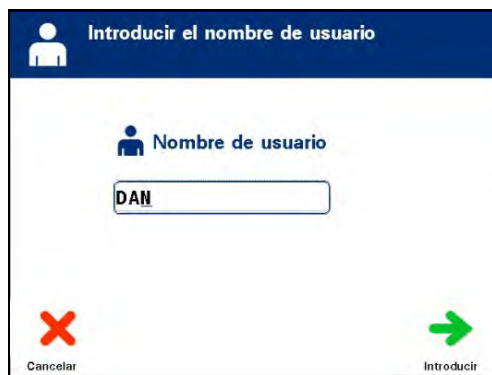 Introducir el nombre de usuario
Nombre de usuario
DAN
Cancelar
Introducir